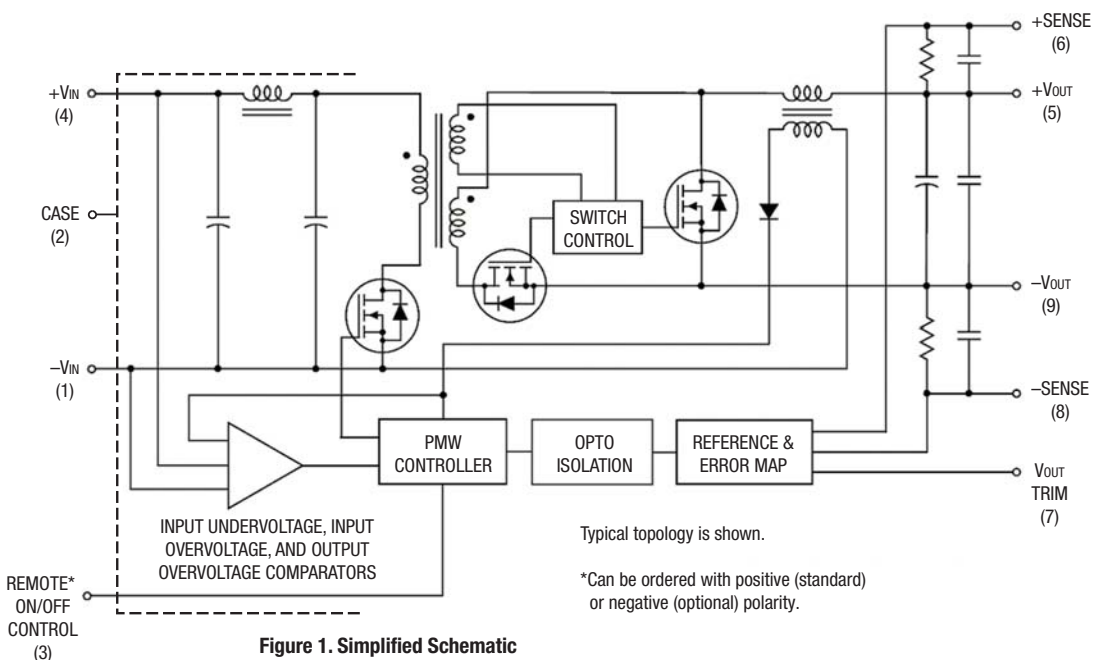 +SENSE
(6)
+VIN
(4)
+VOUT
(5)
CASE
(2)
SWITCH
CONTROL
−VOUT
(9)
−VIN
(1)
−SENSE
(8)
PMW
CONTROLLER
OPTO
ISOLATION
REFERENCE &
ERROR MAP
VOUT
TRIM
(7)
INPUT UNDERVOLTAGE, INPUT
OVERVOLTAGE, AND OUTPUT
OVERVOLTAGE COMPARATORS
Typical topology is shown.
*Can be ordered with positive (standard)
or negative (optional) polarity.
REMOTE*
ON/OFF
CONTROL
(3)
Figure 1. Simplified Schematic